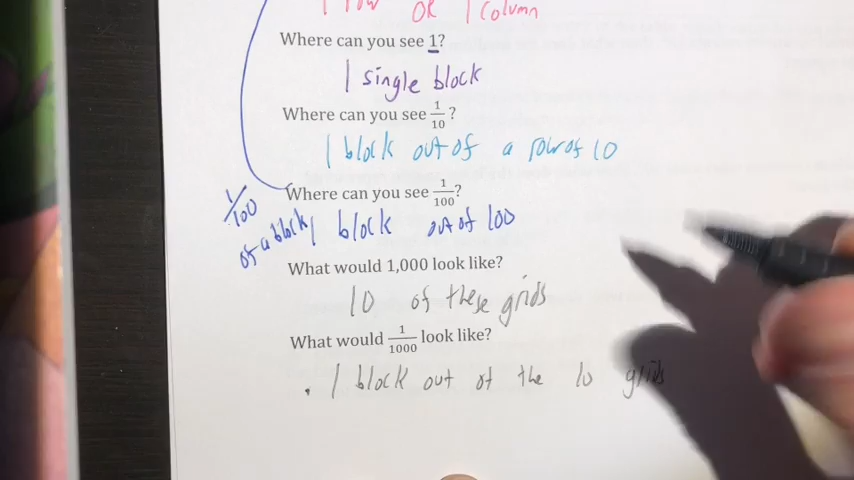 1 row OR 1 column
Where can you see 1?
1 single block
Where can you see 1/10?
1 block out of a row of 10
Where can you see 1/100?
1/100
of a block
1 block out of 100
What would 1,000 look like?
10 of these grids
What would 1/1000 look like?
. 1 block out of the 10 grids